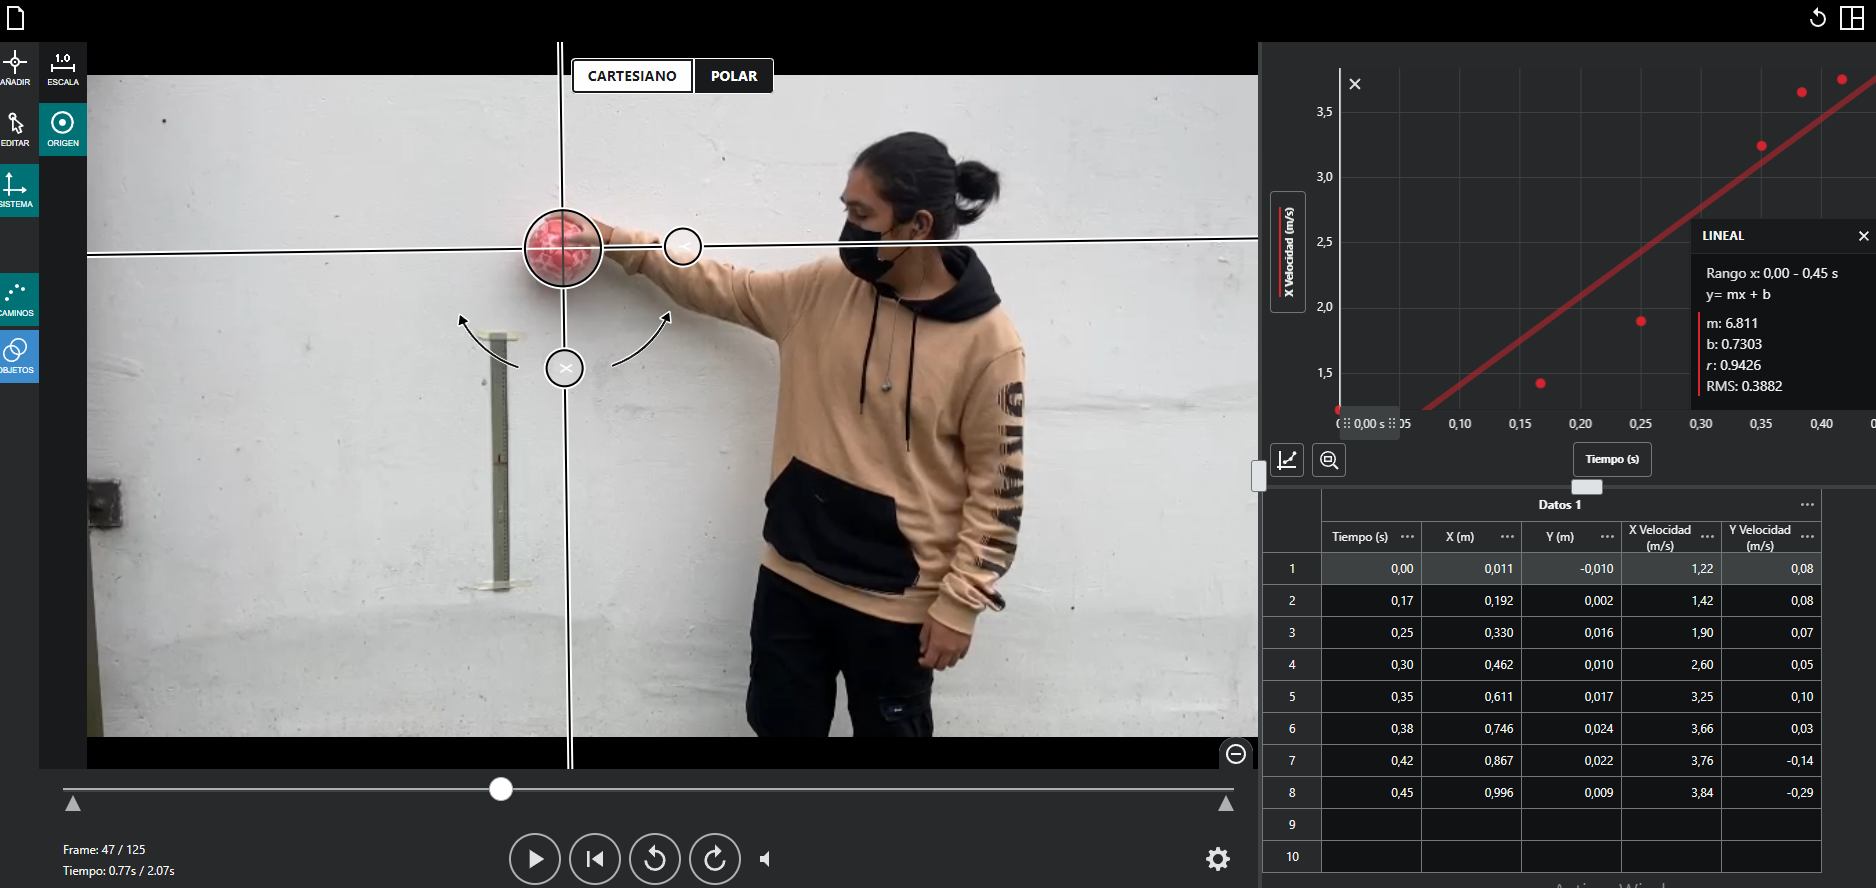 AÑADIR
EDITAR
SISTEMA
CAMINOS
OBJETOS
1.0
ESCALA
ORIGEN
CARTESIANO POLAR
Y
X
Frame: 47 / 125
Tiempo: 0.77s / 2.07s
X Velocidad (m/s)
3,5
3,0
2,5
2,0
1,5
LINEAL
Rango x: 0,00 - 0,45 s
y= mx + b
m: 6.811
b: 0.7303
r: 0.9426
RMS: 0.3882
0,00 s 05 0,10 0,15 0,20 0,25 0,30 0,35 0,40
Tiempo (s)
Datos 1
Tiempo (s) X (m) Y (m) X Velocidad (m/s) Y Velocidad (m/s)
1 0,00 0,011 -0,010 1,22 0,08
2 0,17 0,192 0,002 1,42 0,08
3 0,25 0,330 0,016 1,90 0,07
4 0,30 0,462 0,010 2,60 0,05
5 0,35 0,611 0,017 3,25 0,10
6 0,38 0,746 0,024 3,66 0,03
7 0,42 0,867 0,022 3,76 -0,14
8 0,45 0,996 0,009 3,84 -0,29
9
10